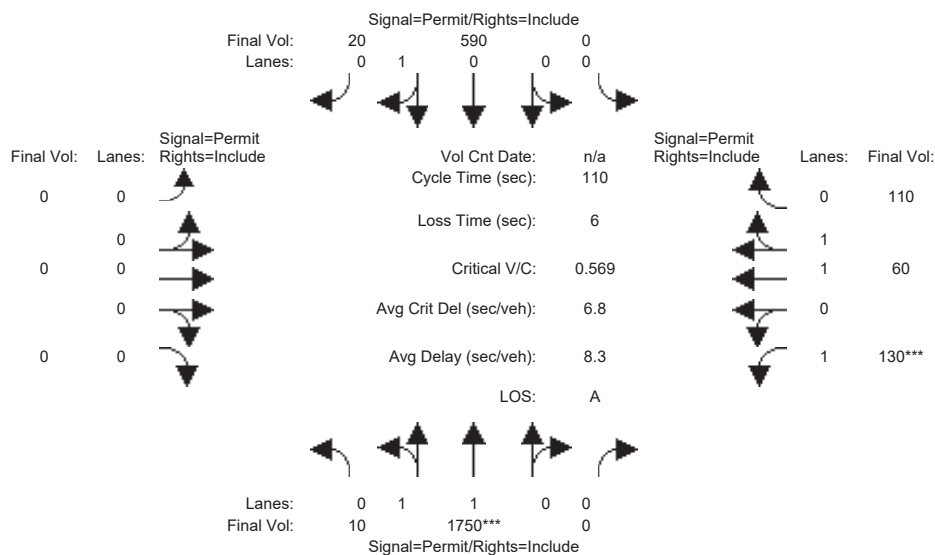 Signal=Permit/Rights=Include
Final Vol: 20 590 0
Lanes: 0 1 0 0 0
Signal=Permit
Final Vol: Lanes: Rights=Include
Vol Cnt Date: n/a
Signal=Permit
Rights=Include Lanes: Final Vol:
Cycle Time (sec): 110
0 0
0 110
Loss Time (sec): 6
0
1
0 0
Critical V/C: 0.569
1 60
0
Avg Crit Del (sec/veh): 6.8
0
0 0
Avg Delay (sec/veh): 8.3
1 130***
LOS: A
Lanes: 0 1 1 0 0
Final Vol: 10 1750*** 0
Signal=Permit/Rights=Include